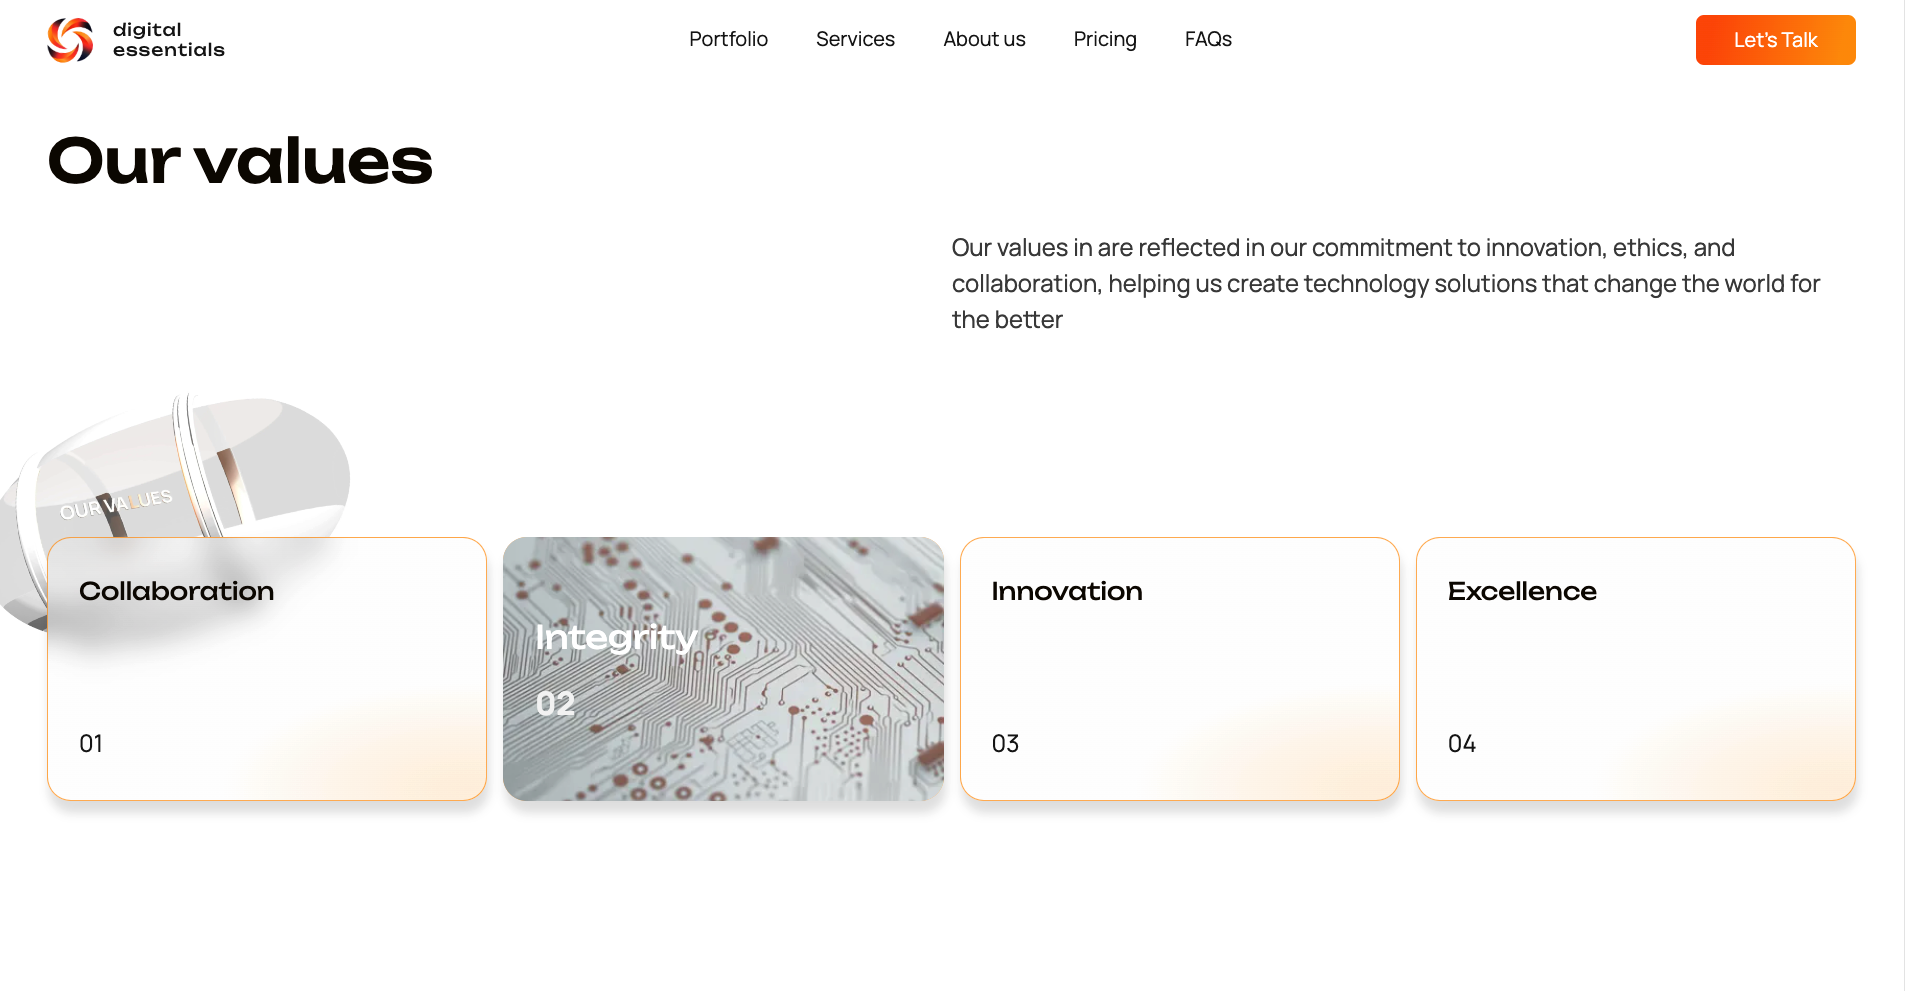 digital
essentials
Portfolio
Services
About us
Pricing
FAQs
Let's Talk
Our values
Our values in are reflected in our commitment to innovation, ethics, and
collaboration, helping us create technology solutions that change the world for
the better
OUR VALUES
Collaboration
01
Integrity
02
Innovation
03
Excellence
04